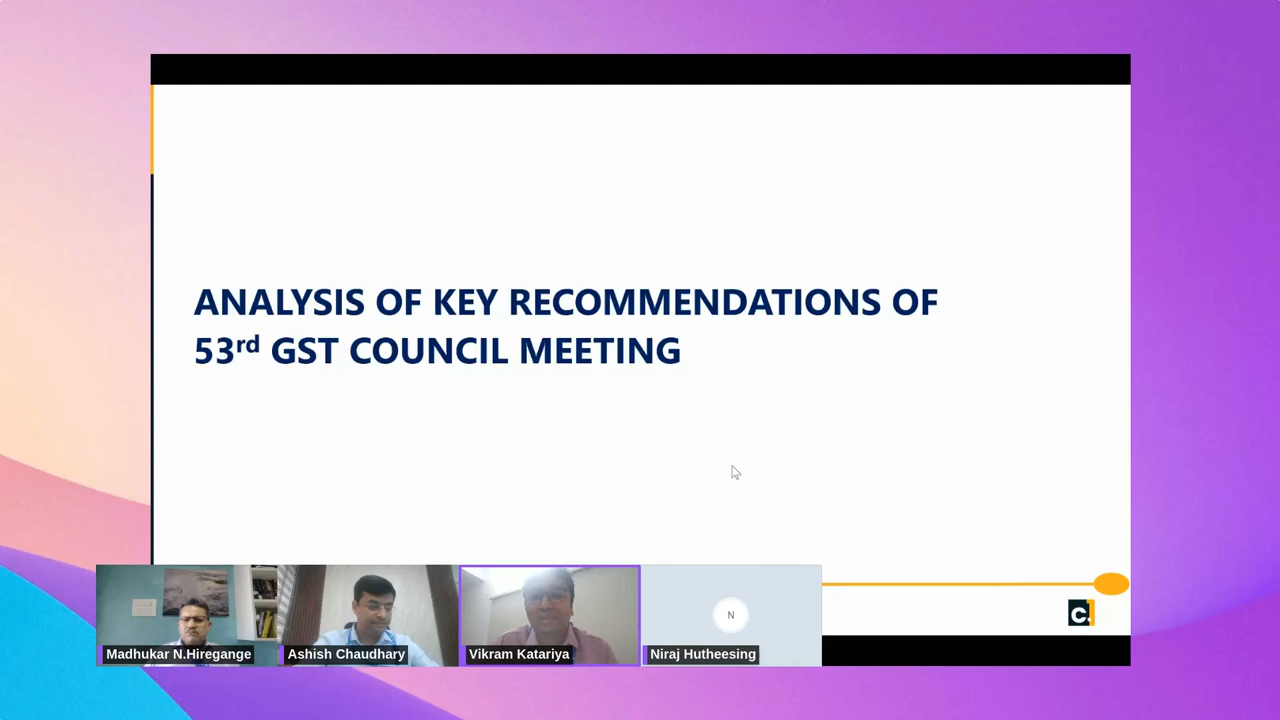 ANALYSIS OF KEY RECOMMENDATIONS OF
53rd GST COUNCIL MEETING
N
Madhukar N.Hiregange
Ashish Chaudhary
Vikram Katariya
Niraj Hutheesing
c.